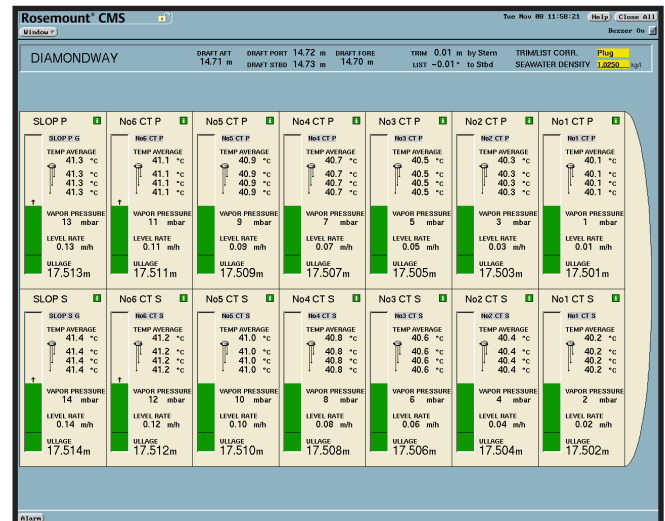 Rosemount® CMS
Tue Nov 08 11:58:21 Help Close All
Window
Buzzer On
DIAMONDWAY
DRAFT AFT 14.71 m
DRAFT PORT 14.72 m
DRAFT STBD 14.73 m
DRAFT FORE 14.70 m
TRIM 0.01 m by Stern
LIST -0.01° to Stbd
TRIM/LIST CORR. Plug
SEAWATER DENSITY 1.0250 kg/l
SLOP P
SLOP P G
TEMP AVERAGE
41.3 °c
41.3 °c
41.3 °c
41.3 °c
VAPOR PRESSURE
13 mbar
LEVEL RATE
0.13 m/h
ULLAGE
17.513m
No6 CT P
No6 CT P
TEMP AVERAGE
41.1 °c
41.1 °c
41.1 °c
41.1 °c
VAPOR PRESSURE
11 mbar
LEVEL RATE
0.11 m/h
ULLAGE
17.511m
No5 CT P
No5 CT P
TEMP AVERAGE
40.9 °c
40.9 °c
40.9 °c
40.9 °c
VAPOR PRESSURE
9 mbar
LEVEL RATE
0.09 m/h
ULLAGE
17.509m
No4 CT P
No4 CT P
TEMP AVERAGE
40.7 °c
40.7 °c
40.7 °c
40.7 °c
VAPOR PRESSURE
7 mbar
LEVEL RATE
0.07 m/h
ULLAGE
17.507m
No3 CT P
No3 CT P
TEMP AVERAGE
40.5 °c
40.5 °c
40.5 °c
40.5 °c
VAPOR PRESSURE
5 mbar
LEVEL RATE
0.05 m/h
ULLAGE
17.505m
No2 CT P
No2 CT P
TEMP AVERAGE
40.3 °c
40.3 °c
40.3 °c
40.3 °c
VAPOR PRESSURE
3 mbar
LEVEL RATE
0.03 m/h
ULLAGE
17.503m
No1 CT P
No1 CT P
TEMP AVERAGE
40.1 °c
40.1 °c
40.1 °c
40.1 °c
VAPOR PRESSURE
1 mbar
LEVEL RATE
0.01 m/h
ULLAGE
17.501m
SLOP S
SLOP S G
TEMP AVERAGE
41.4 °c
41.4 °c
41.4 °c
41.4 °c
VAPOR PRESSURE
14 mbar
LEVEL RATE
0.14 m/h
ULLAGE
17.514m
No6 CT S
No6 CT S
TEMP AVERAGE
41.2 °c
41.2 °c
41.2 °c
41.2 °c
VAPOR PRESSURE
12 mbar
LEVEL RATE
0.12 m/h
ULLAGE
17.512m
No5 CT S
No5 CT S
TEMP AVERAGE
41.0 °c
41.0 °c
41.0 °c
41.0 °c
VAPOR PRESSURE
10 mbar
LEVEL RATE
0.10 m/h
ULLAGE
17.510m
No4 CT S
No4 CT S
TEMP AVERAGE
40.8 °c
40.8 °c
40.8 °c
40.8 °c
VAPOR PRESSURE
8 mbar
LEVEL RATE
0.08 m/h
ULLAGE
17.508m
No3 CT S
No3 CT S
TEMP AVERAGE
40.6 °c
40.6 °c
40.6 °c
40.6 °c
VAPOR PRESSURE
6 mbar
LEVEL RATE
0.06 m/h
ULLAGE
17.506m
No2 CT S
No2 CT S
TEMP AVERAGE
40.4 °c
40.4 °c
40.4 °c
40.4 °c
VAPOR PRESSURE
4 mbar
LEVEL RATE
0.04 m/h
ULLAGE
17.504m
No1 CT S
No1 CT S
TEMP AVERAGE
40.2 °c
40.2 °c
40.2 °c
40.2 °c
VAPOR PRESSURE
2 mbar
LEVEL RATE
0.02 m/h
ULLAGE
17.502m
Alarm